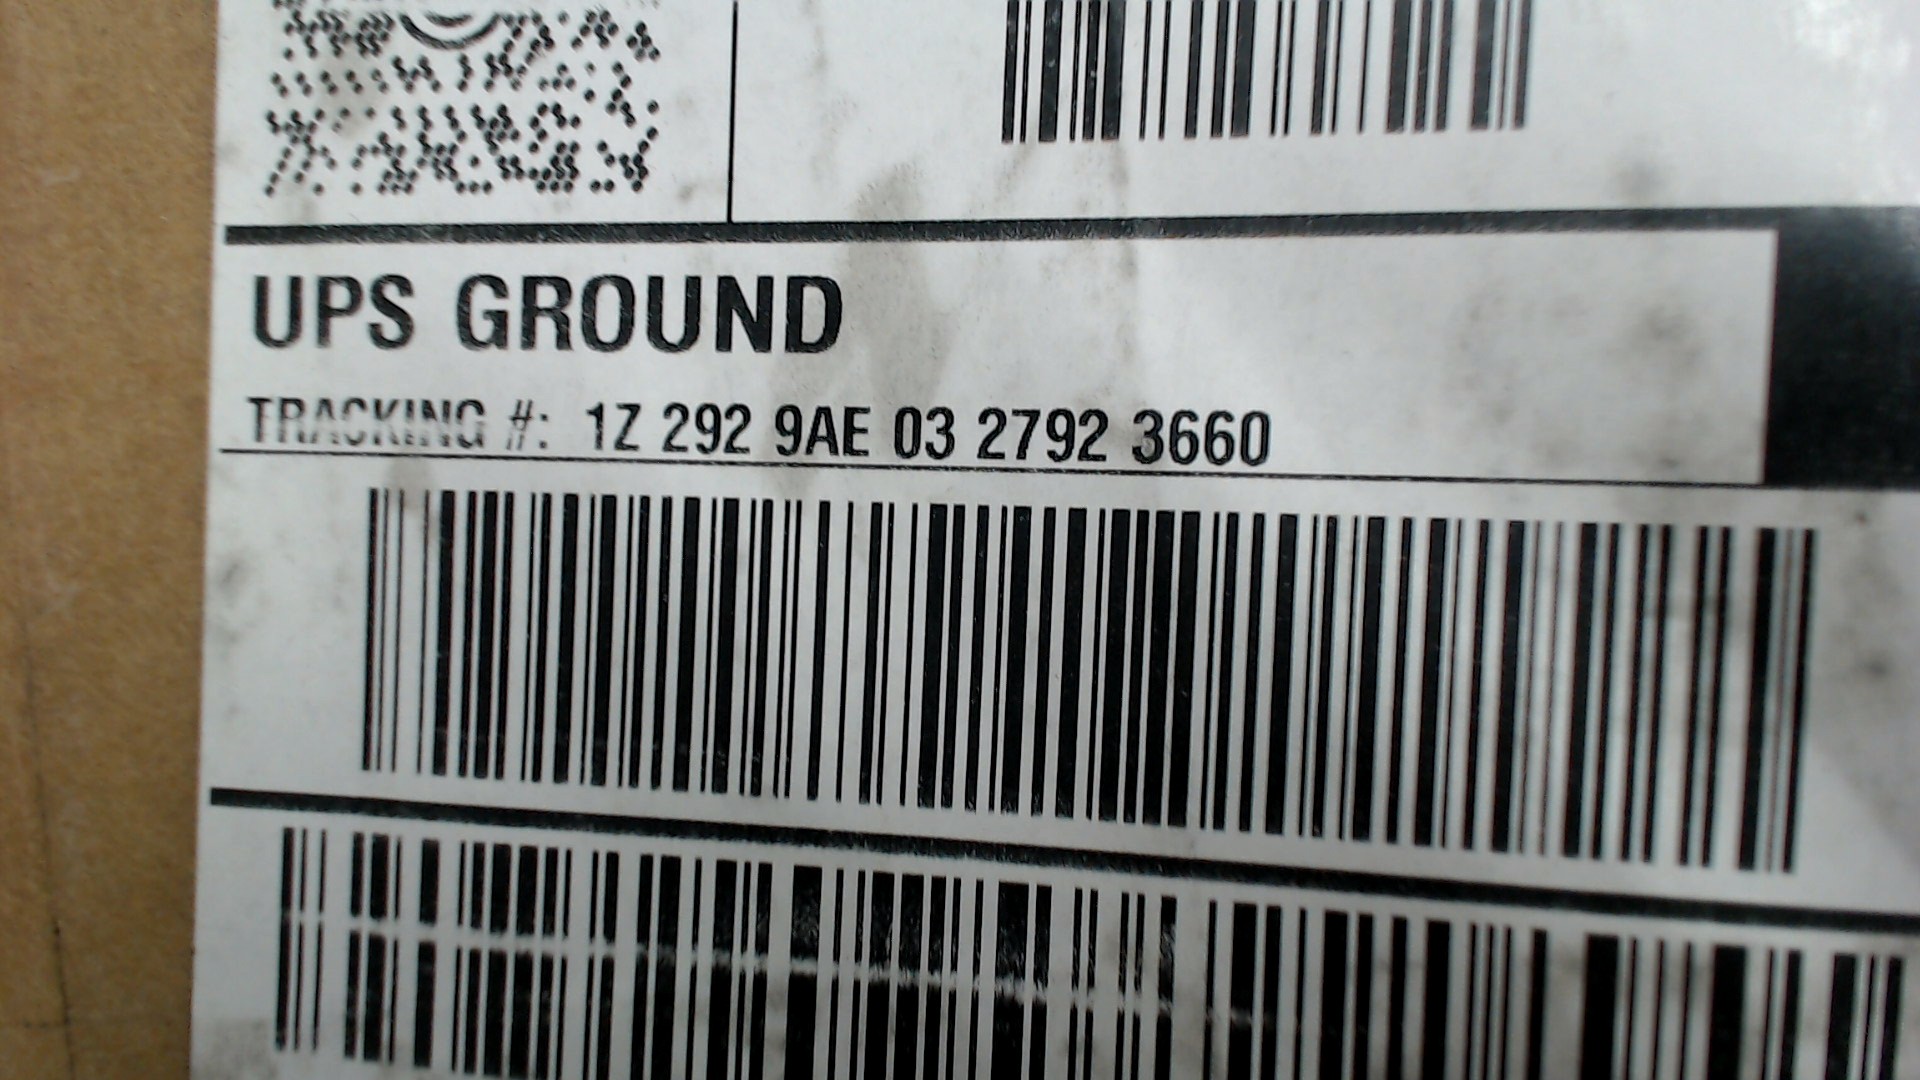 UPS GROUND
TRACKING #: 1Z 292 9AE 03 2792 3660